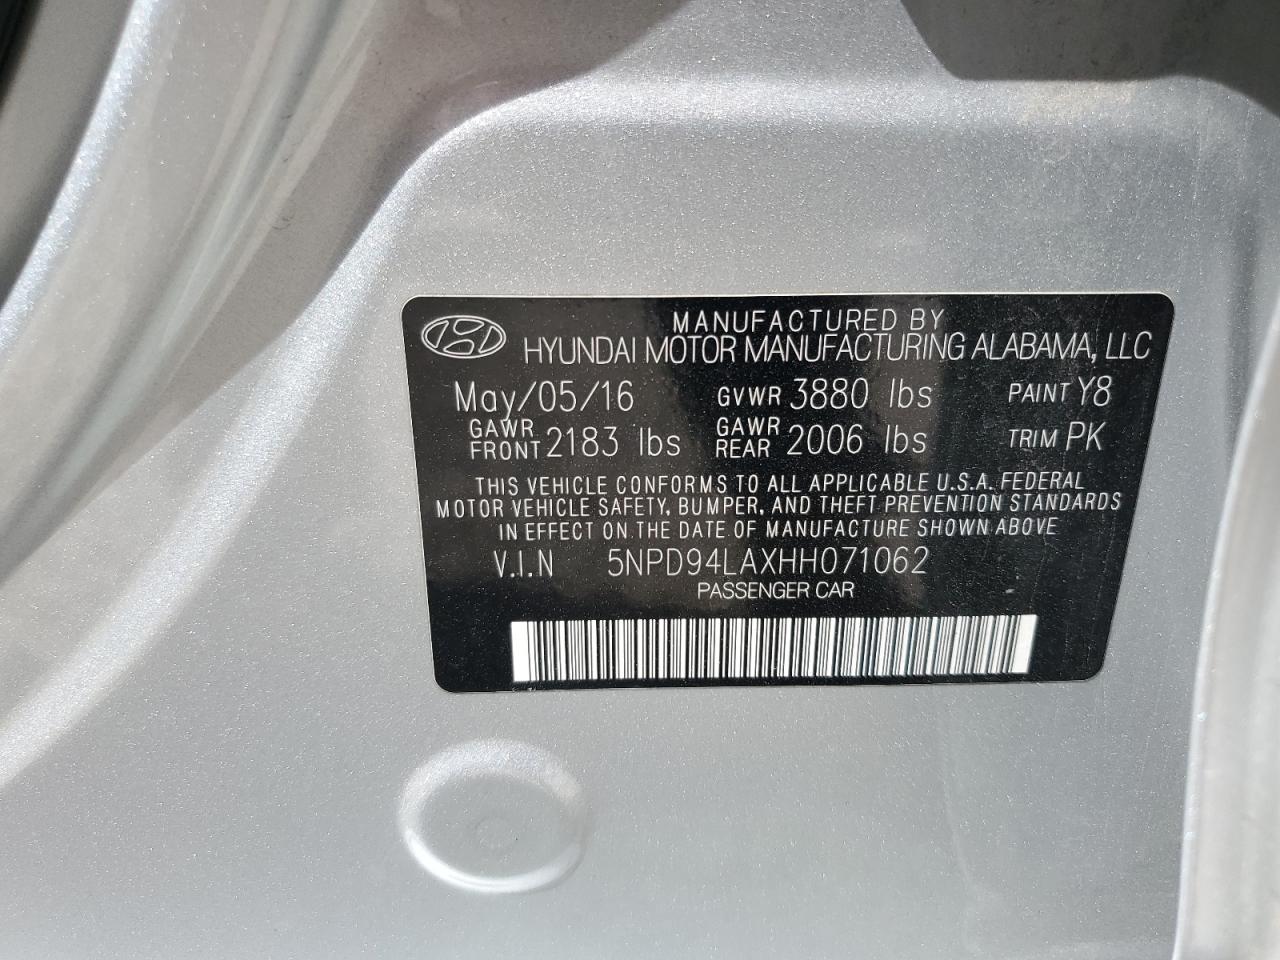 MANUFACTURED BY
HYUNDAI MOTOR MANUFACTURING ALABAMA, LLC
May/05/16 GVWR 3880 lbs PAINT Y8
GAWR FRONT 2183 lbs GAWR REAR 2006 lbs TRIM PK
THIS VEHICLE CONFORMS TO ALL APPLICABLE U.S.A. FEDERAL
MOTOR VEHICLE SAFETY, BUMPER, AND THEFT PREVENTION STANDARDS
IN EFFECT ON THE DATE OF MANUFACTURE SHOWN ABOVE
V.I.N 5NPD94LAXHH071062
PASSENGER CAR